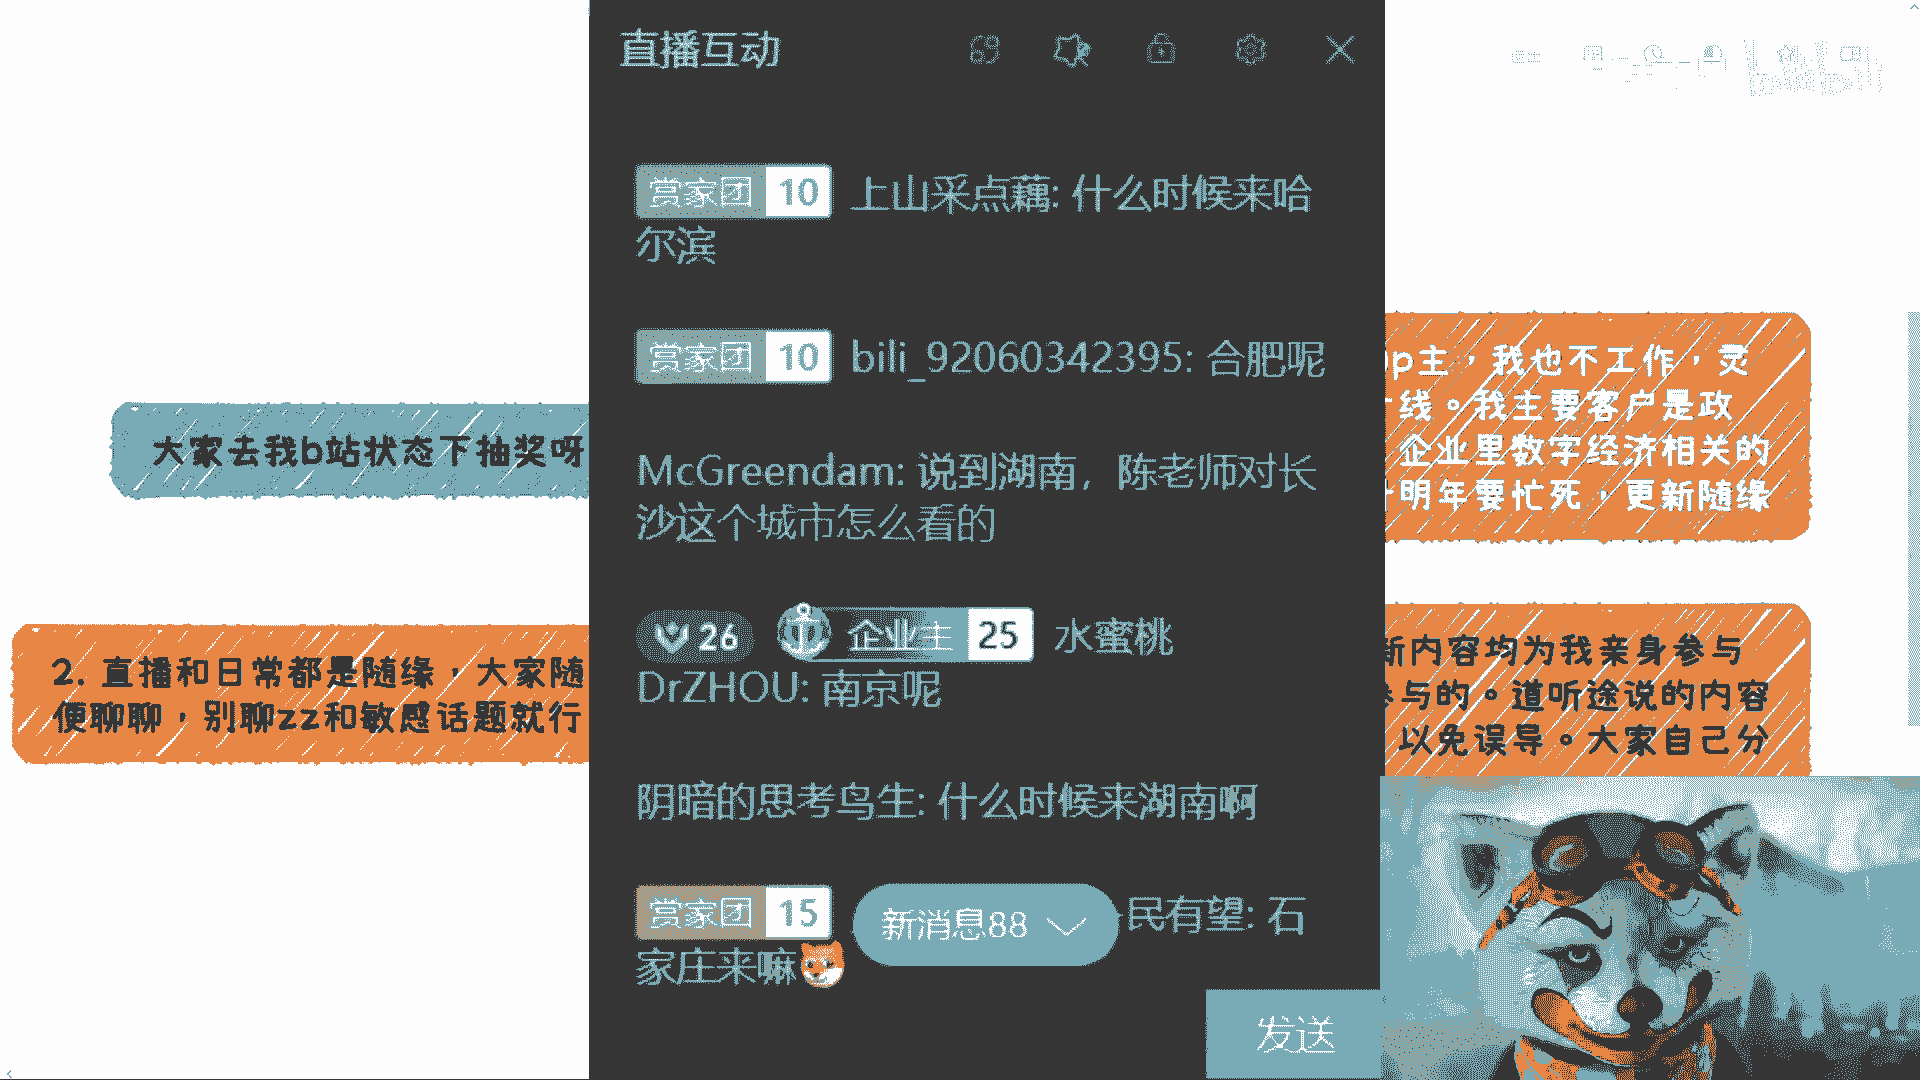 直播互动
赏家团 10 上山采点藕: 什么时候来哈
尔滨
赏家团 10 bili_92060342395: 合肥呢
McGreendam: 说到湖南，陈老师对长
沙这个城市怎么看的
26 企业主 25 水蜜桃
DrZHOU: 南京呢
阴暗的思考鸟生: 什么时候来湖南啊
赏家团 15 民有望: 石
家庄来嘛
新消息88
发送
大家去我b站状态下抽奖呀
2. 直播和日常都是随缘，大家随
便聊聊，别聊zz和敏感话题就行
p主，我也不工作，灵
线。我主要客户是政
企业里数字经济相关的
明年要忙死，更新随缘
新内容均为我亲身参与
参与的。道听途说的内容
以免误导。大家自己分